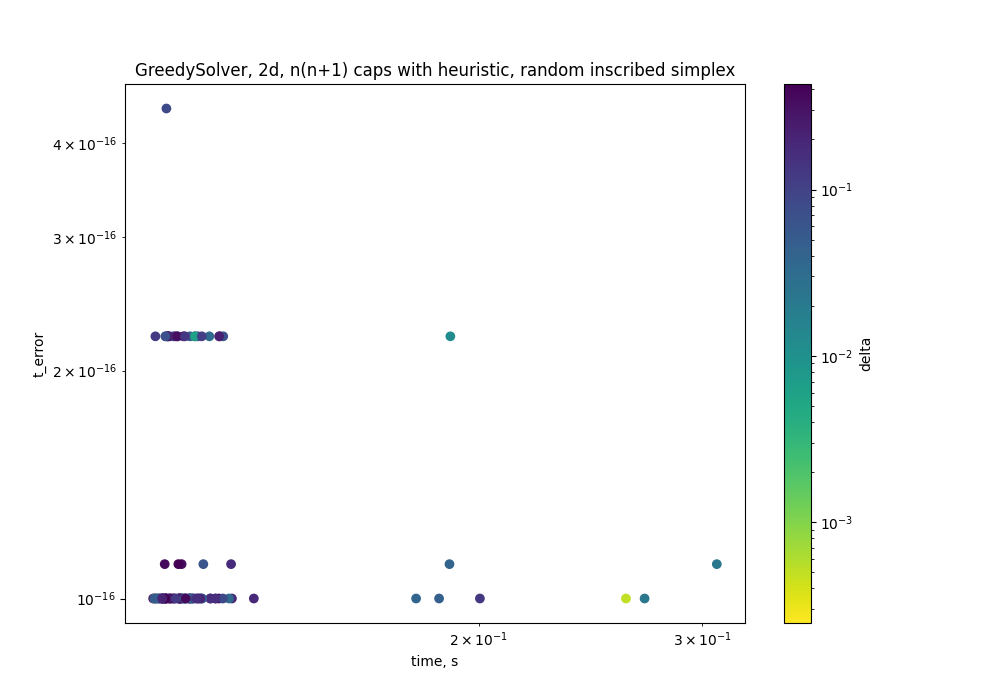 GreedySolver, 2d, n(n+1) caps with heuristic, random inscribed simplex
4 × 10⁻¹⁶
3 × 10⁻¹⁶
2 × 10⁻¹⁶
10⁻¹⁶
t_error
2 × 10⁻¹
3 × 10⁻¹
time, s
10⁻¹
10⁻²
10⁻³
delta